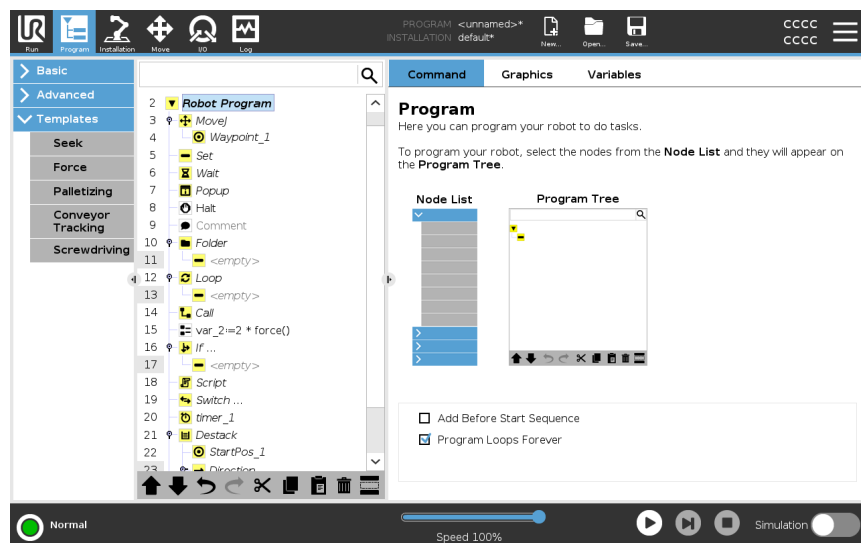 PROGRAM <unnamed>*
INSTALLATION default*
CCCC
CCCC
Run Program Installation Move I/O Log New... Open... Save...
Basic
Advanced
Templates
Seek
Force
Palletizing
Conveyor
Tracking
Screwdriving
2 Robot Program
3 MoveJ
4 Waypoint_1
5 Set
6 Wait
7 Popup
8 Halt
9 Comment
10 Folder
11 <empty>
12 Loop
13 <empty>
14 Call
15 var_2:=2 * force()
16 If ...
17 <empty>
18 Script
19 Switch ...
20 timer_1
21 Destack
22 StartPos_1
23 Direction
Command Graphics Variables
Program
Here you can program your robot to do tasks.
To program your robot, select the nodes from the Node List and they will appear on
the Program Tree.
Node List Program Tree
Add Before Start Sequence
Program Loops Forever
Normal
Speed 100%
Simulation